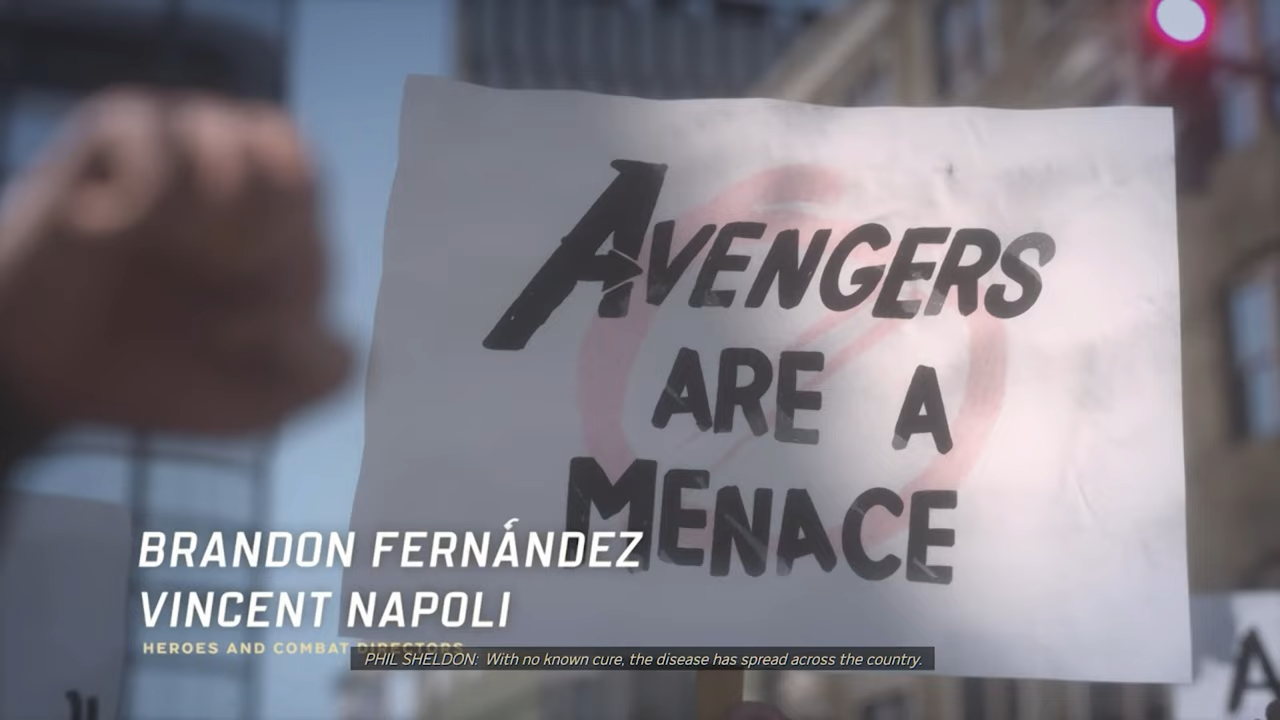 AVENGERS
ARE A
MENACE
BRANDON FERNÁNDEZ
VINCENT NAPOLI
HEROES AND COMBAT DIRECTORS
PHIL SHELDON: With no known cure, the disease has spread across the country.
A